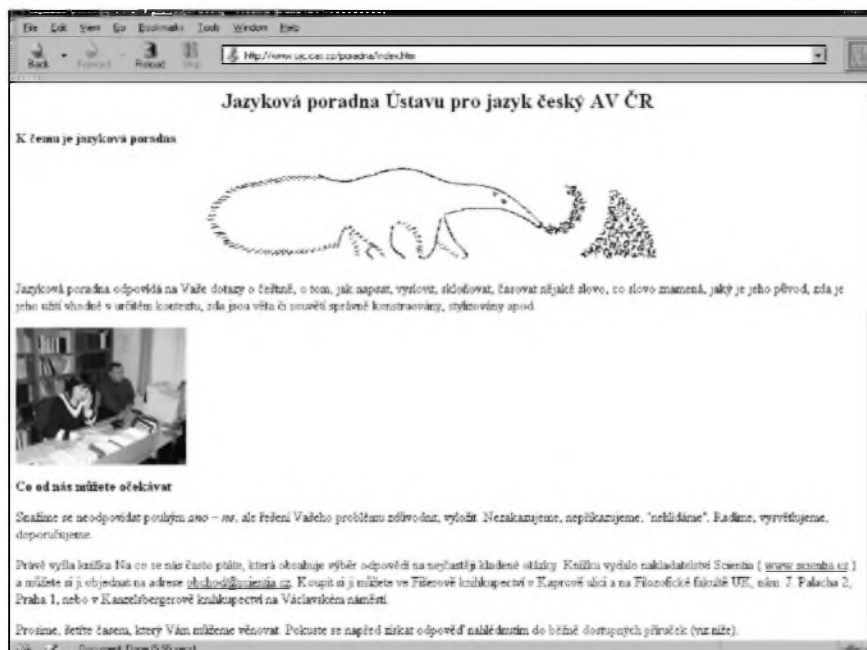 File Edit View Go Bookmarks Tools Window Help
Back Forward Reload Stop http://www.ujc.cas.cz/poradna/index.htm
Jazyková poradna Ústavu pro jazyk český AV ČR
K čemu je jazyková poradna
Jazyková poradna odpovídá na Vaše dotazy o češtině, o tom, jak napsat, vyslovit, skloňovat, časovat nějaké slovo, co slovo znamená, jaký je jeho původ, zda je
jeho užití vhodné v určitém kontextu, zda jsou věta či souvětí správně konstruovány, stylizovány apod.
Co od nás můžete očekávat
Snažíme se neodpovídat pouhým ano – ne, ale řešení Vašeho problému zdůvodnit, vyložit. Nezakazujeme, nepřikazujeme, "nehlídáme". Radíme, vysvětlujeme,
doporučujeme.
Právě vyšla knížka Na co se nás často ptáte, která obsahuje výběr odpovědí na nejčastěji kladené otázky. Knížku vydalo nakladatelství Scientia ( www.scientia.cz )
a můžete si ji objednat na adrese obchod@scientia.cz. Koupit si ji můžete ve Fišerově knihkupectví v Kaprově ulici a na Filozofické fakultě UK, nám. J. Palacha 2,
Praha 1, nebo v Kanzelsbergerově knihkupectví na Václavském náměstí.
Prosíme, šetřte časem, který Vám můžeme věnovat. Pokuste se napřed získat odpověď nahlédnutím do běžně dostupných příruček (viz níže).
Document: Done